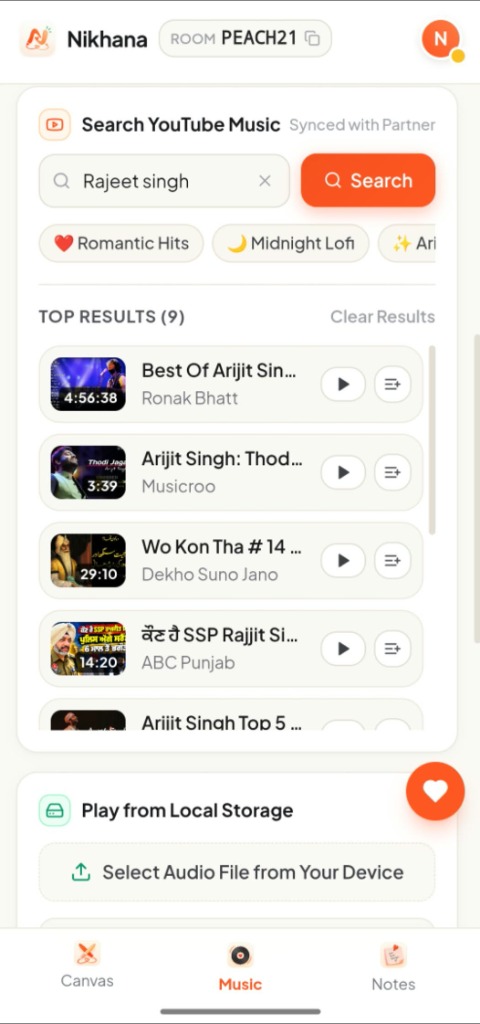 Nikhana
ROOM PEACH21
N
Search YouTube Music
Synced with Partner
Rajeet singh
Search
❤️ Romantic Hits
🌙 Midnight Lofi
✨ Ari
TOP RESULTS (9)
Clear Results
Best Of Arijit Sin...
Ronak Bhatt
4:56:38
Arijit Singh: Thod...
Musicroo
3:39
Wo Kon Tha # 14 ...
Dekho Suno Jano
29:10
ਕੌਣ ਹੈ SSP Rajjit Si...
ABC Punjab
14:20
Arijit Singh Top 5 ...
Play from Local Storage
Select Audio File from Your Device
Canvas
Music
Notes